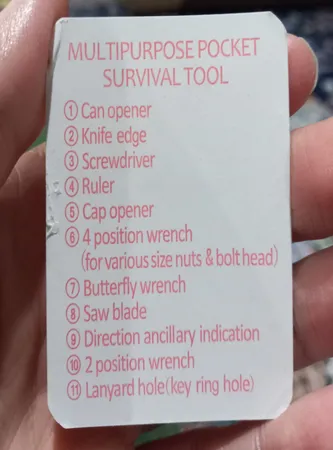 MULTIPURPOSE POCKET
SURVIVAL TOOL
① Can opener
② Knife edge
③ Screwdriver
④ Ruler
⑤ Cap opener
⑥ 4 position wrench
(for various size nuts & bolt head)
⑦ Butterfly wrench
⑧ Saw blade
⑨ Direction ancillary indication
⑩ 2 position wrench
⑪ Lanyard hole(key ring hole)